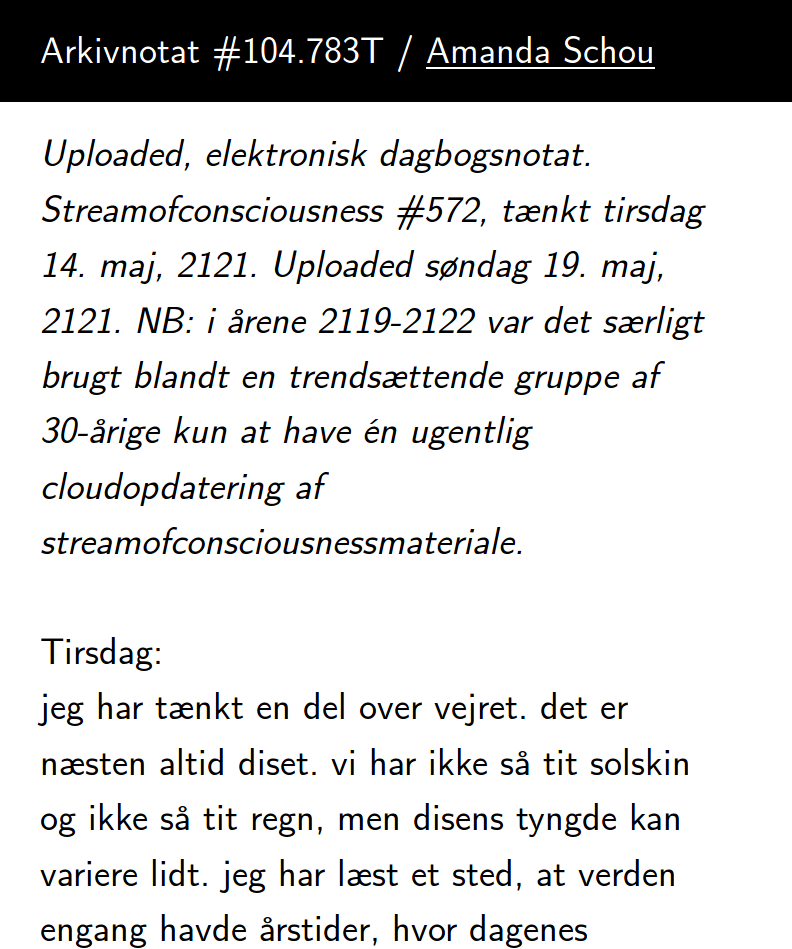 Arkivnotat #104.783T / Amanda Schou
Uploaded, elektronisk dagbogsnotat.
Streamofconsciousness #572, tænkt tirsdag
14. maj, 2121. Uploaded søndag 19. maj,
2121. NB: i årene 2119-2122 var det særligt
brugt blandt en trendsættende gruppe af
30-årige kun at have én ugentlig
cloudopdatering af
streamofconsciousnessmateriale.
Tirsdag:
jeg har tænkt en del over vejret. det er
næsten altid diset. vi har ikke så tit solskin
og ikke så tit regn, men disens tyngde kan
variere lidt. jeg har læst et sted, at verden
engang havde årstider, hvor dagenes